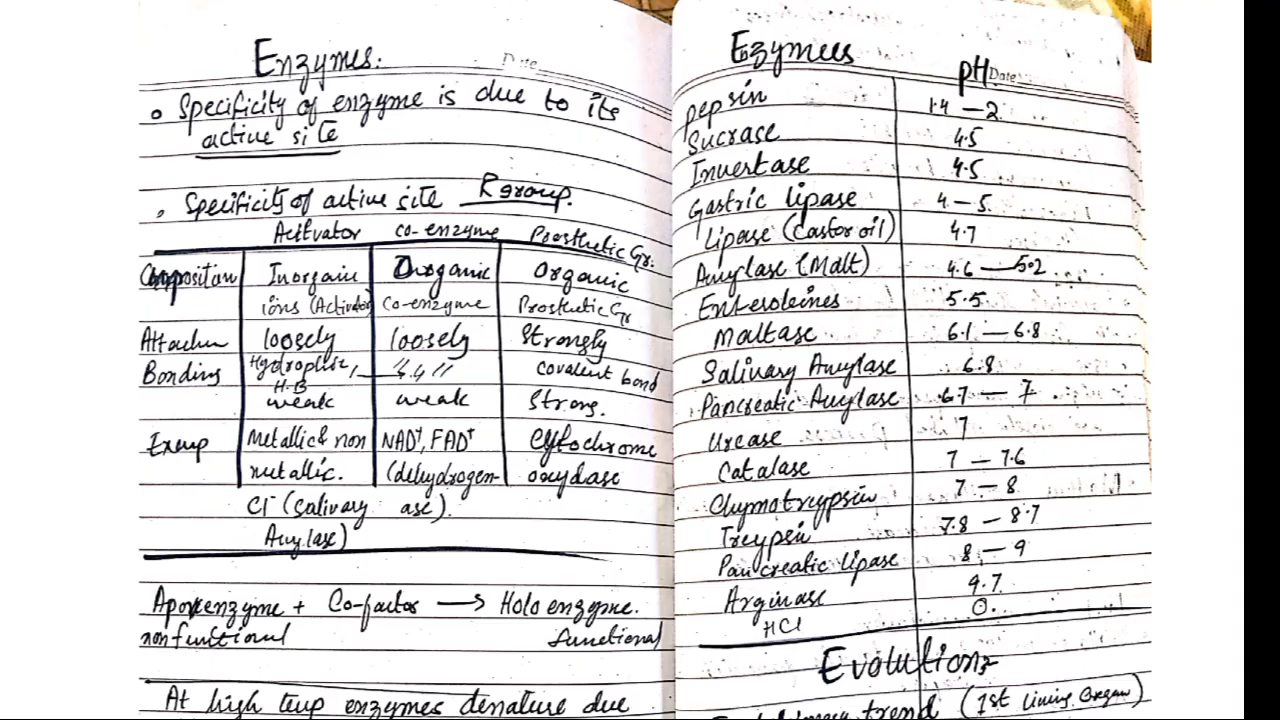 Enzymes.
Date
• Specificity of enzyme is due to its
active site
• Specificity of active site Rgroup.
Activator co-enzyme Prosthetic Gr.
Composition Inorganic Organic Organic
ions (Activator) co-enzyme Prosthetic Gr
Attachm loosely loosely Strongly
Bonding Hydrophilic, 〃 covalent bond
H.B
weak weak Strong.
Examp metallic & non NAD⁺, FAD⁺ cytochrome
metallic. (dehydrogen- oxydase
Cl⁻ (Salivary ase).
Amylase)
Apoenzyme + Co-factor → Holo enzyme.
nonfunctional functional
At high temp enzymes denature due
Ezymees pH Date
pepsin 1.4 — 2
Sucrase 4.5
Invertase 4.5
Gastric lipase 4 – 5
Lipase (Castor oil) 4.7
Amylase (Malt) 4.6 — 5.2
Enteroleines 5.5
Maltase 6.1 — 6.8
Salivary Amylase 6.8
Pancreatic Amylase 6.7 — 7
Urease 7
Catalase 7 – 7.6
Chymotrypsin 7 – 8
Treypsin 7.8 – 8.7
Pancreatic lipase 8 – 9
Arginase 9.7
HCl 0.
Evolution
trend (1st living Organ)